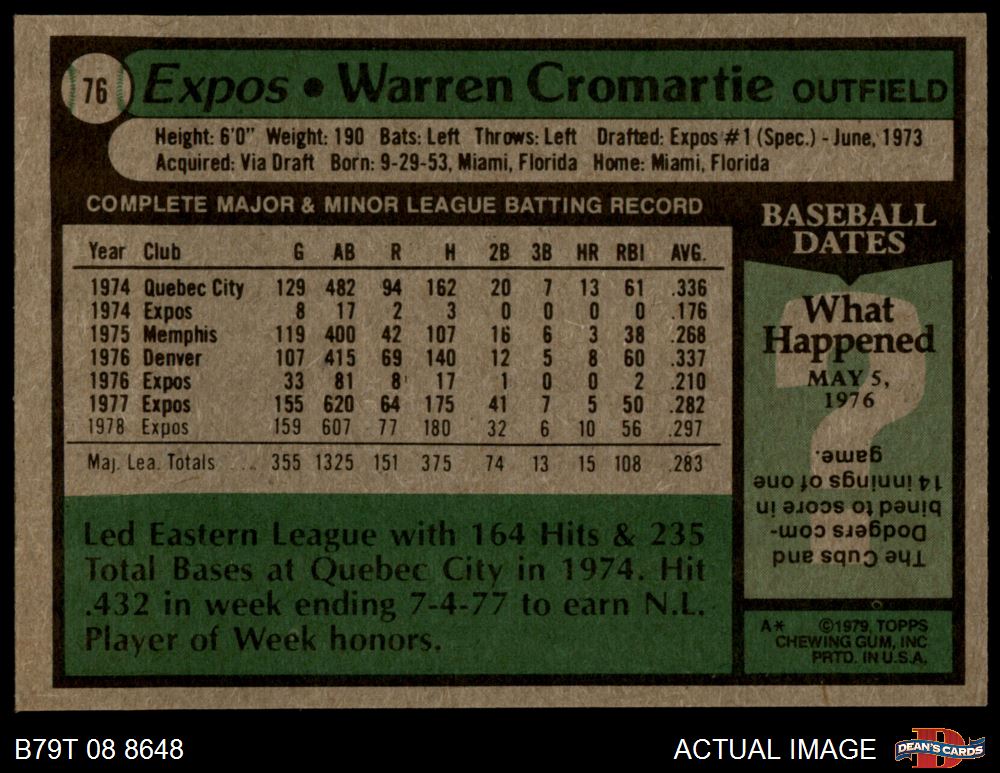 76 Expos • Warren Cromartie OUTFIELD
Height: 6'0" Weight: 190 Bats: Left Throws: Left Drafted: Expos #1 (Spec.) - June, 1973
Acquired: Via Draft Born: 9-29-53, Miami, Florida Home: Miami, Florida
COMPLETE MAJOR & MINOR LEAGUE BATTING RECORD
Year Club G AB R H 2B 3B HR RBI AVG.
1974 Quebec City 129 482 94 162 20 7 13 61 .336
1974 Expos 8 17 2 3 0 0 0 0 .176
1975 Memphis 119 400 42 107 16 6 3 38 .268
1976 Denver 107 415 69 140 12 5 8 60 .337
1976 Expos 33 81 8 17 1 0 0 2 .210
1977 Expos 155 620 64 175 41 7 5 50 .282
1978 Expos 159 607 77 180 32 6 10 56 .297
Maj. Lea. Totals ... 355 1325 151 375 74 13 15 108 .283
Led Eastern League with 164 Hits & 235
Total Bases at Quebec City in 1974. Hit
.432 in week ending 7-4-77 to earn N.L.
Player of Week honors.
BASEBALL
DATES
What
Happened
MAY 5,
1976
?
The Cubs and
Dodgers com-
bined to score in
14 innings of one
game.
A* ©1979, TOPPS
CHEWING GUM, INC
PRTD. IN U.S.A.
B79T 08 8648
ACTUAL IMAGE
D
DEAN'S CARDS